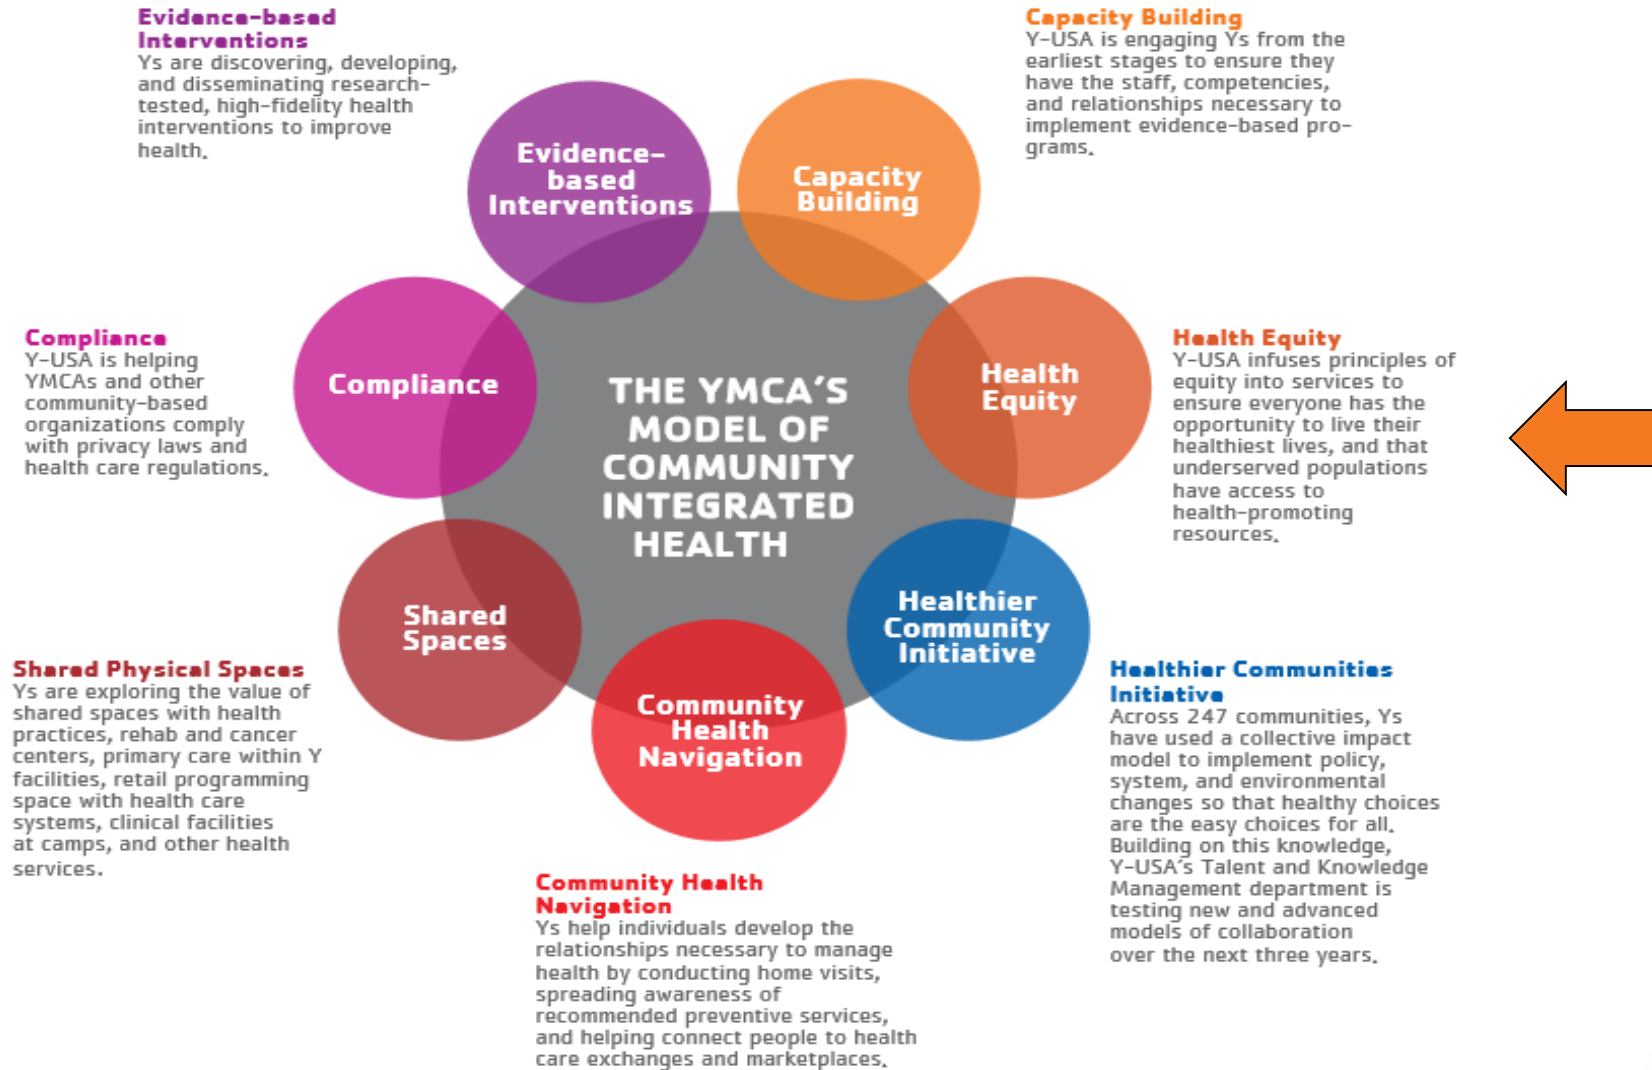 Evidence-based
Interventions
Ys are discovering, developing,
and disseminating research-
tested, high-fidelity health
interventions to improve
health.
Capacity Building
Y-USA is engaging Ys from the
earliest stages to ensure they
have the staff, competencies,
and relationships necessary to
implement evidence-based pro-
grams.
Evidence-
based
Interventions
Capacity
Building
Compliance
Y-USA is helping
YMCAs and other
community-based
organizations comply
with privacy laws and
health care regulations.
Compliance
THE YMCA'S
MODEL OF
COMMUNITY
INTEGRATED
HEALTH
Health
Equity
Health Equity
Y-USA infuses principles of
equity into services to
ensure everyone has the
opportunity to live their
healthiest lives, and that
underserved populations
have access to
health-promoting
resources.
Shared
Spaces
Healthier
Community
Initiative
Community
Health
Navigation
Shared Physical Spaces
Ys are exploring the value of
shared spaces with health
practices, rehab and cancer
centers, primary care within Y
facilities, retail programming
space with health care
systems, clinical facilities
at camps, and other health
services.
Healthier Communities
Initiative
Across 247 communities, Ys
have used a collective impact
model to implement policy,
system, and environmental
changes so that healthy choices
are the easy choices for all.
Building on this knowledge,
Y-USA's Talent and Knowledge
Management department is
testing new and advanced
models of collaboration
over the next three years.
Community Health
Navigation
Ys help individuals develop the
relationships necessary to manage
health by conducting home visits,
spreading awareness of
recommended preventive services,
and helping connect people to health
care exchanges and marketplaces.